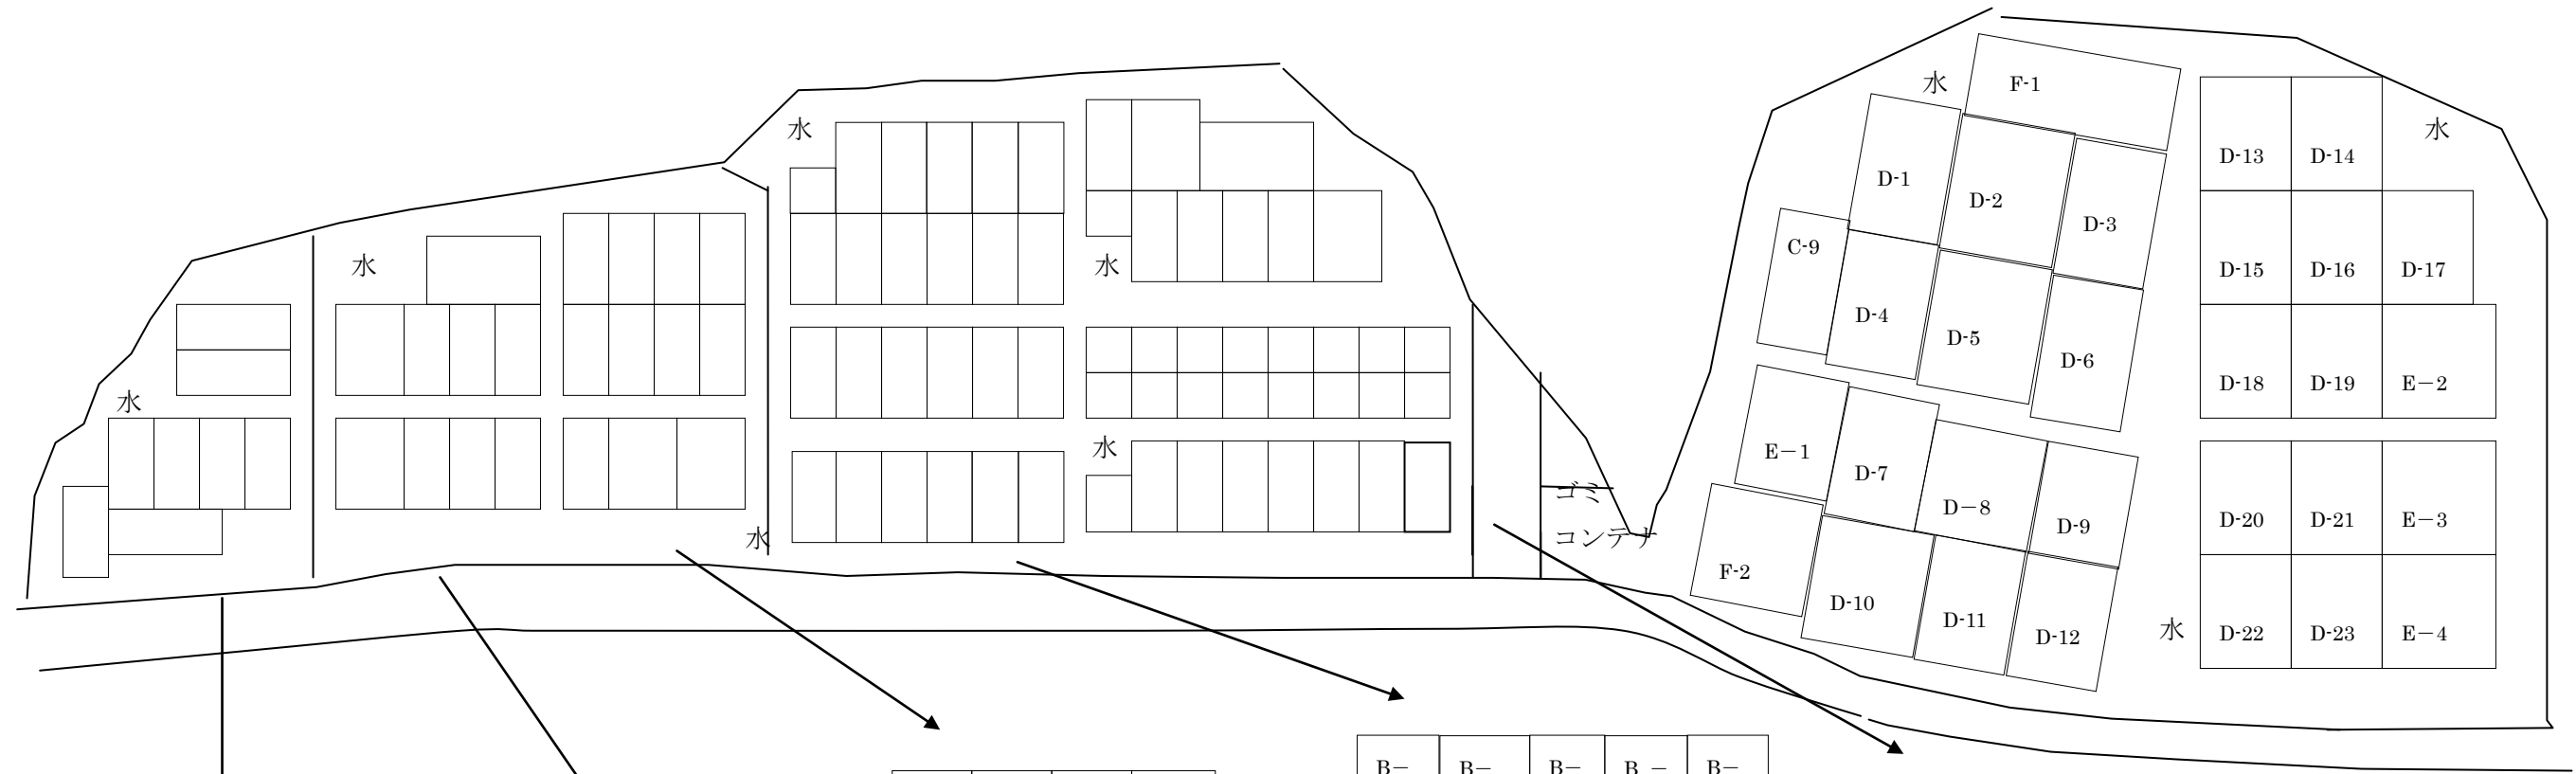 水
水
水
水
水
水
水
ゴミ
コンテナ
水
F-1
D-1
D-2
D-3
C-9
D-4
D-5
D-6
E－1
D-7
D－8
D-9
F-2
D-10
D-11
D-12
水
D-13
D-14
D-15
D-16
D-17
D-18
D-19
E－2
D-20
D-21
E－3
水
D-22
D-23
E－4
B－
B－
B－
B－
B－